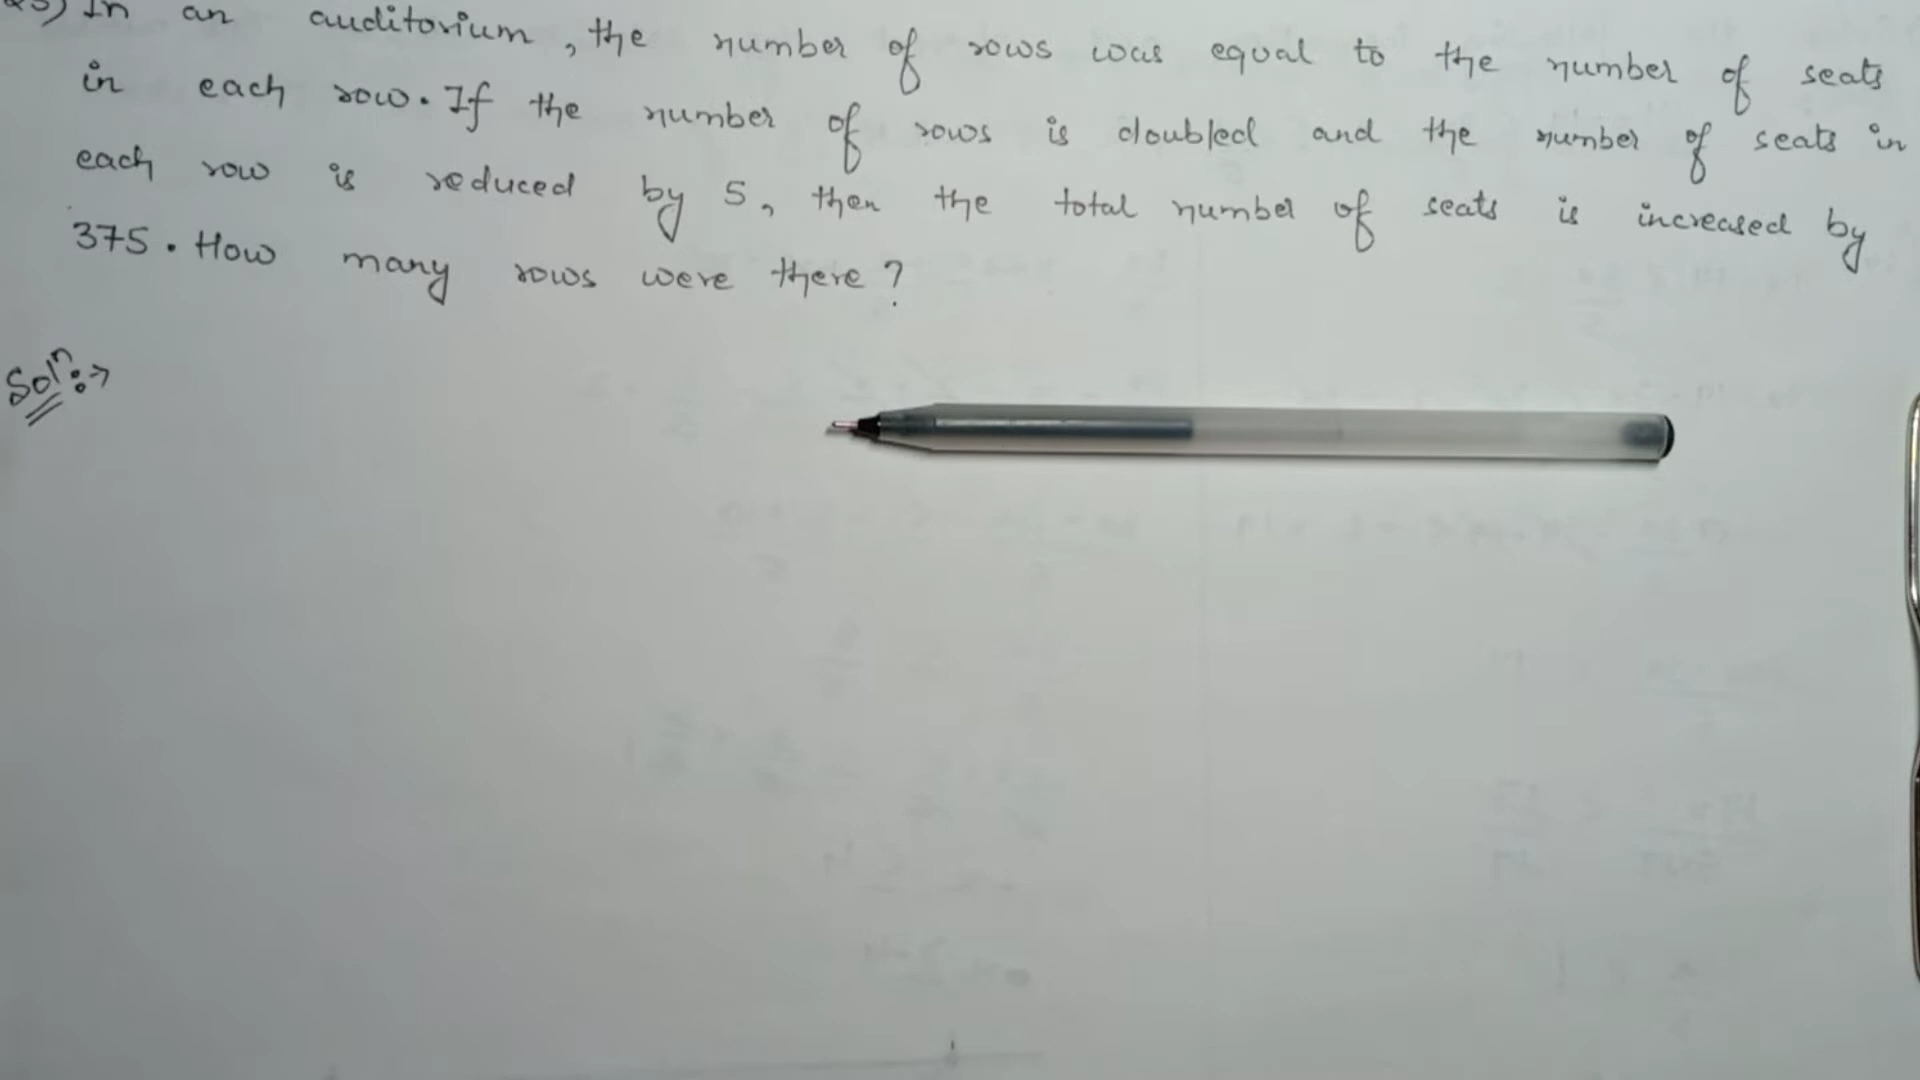 In an auditorium, the number of rows was equal to the number of seats
in each row. If the number of rows is doubled and the number of seats in
each row is reduced by 5, then the total number of seats is increased by
375. How many rows were there?
Solⁿ:→